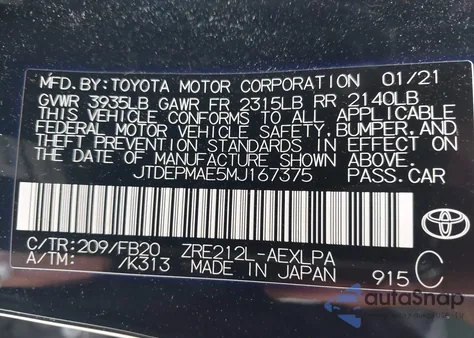 MFD. BY: TOYOTA MOTOR CORPORATION 01/21
GVWR 3935LB GAWR FR 2315LB RR 2140LB
THIS VEHICLE CONFORMS TO ALL APPLICABLE
FEDERAL MOTOR VEHICLE SAFETY, BUMPER, AND
THEFT PREVENTION STANDARDS IN EFFECT ON
THE DATE OF MANUFACTURE SHOWN ABOVE.
JTDEPMAE5MJ167375 PASS. CAR
TOYOTA
C/TR: 209/FB20 ZRE212L-AEXLPA
A/TM: /K313 MADE IN JAPAN 915 C
autoSnap